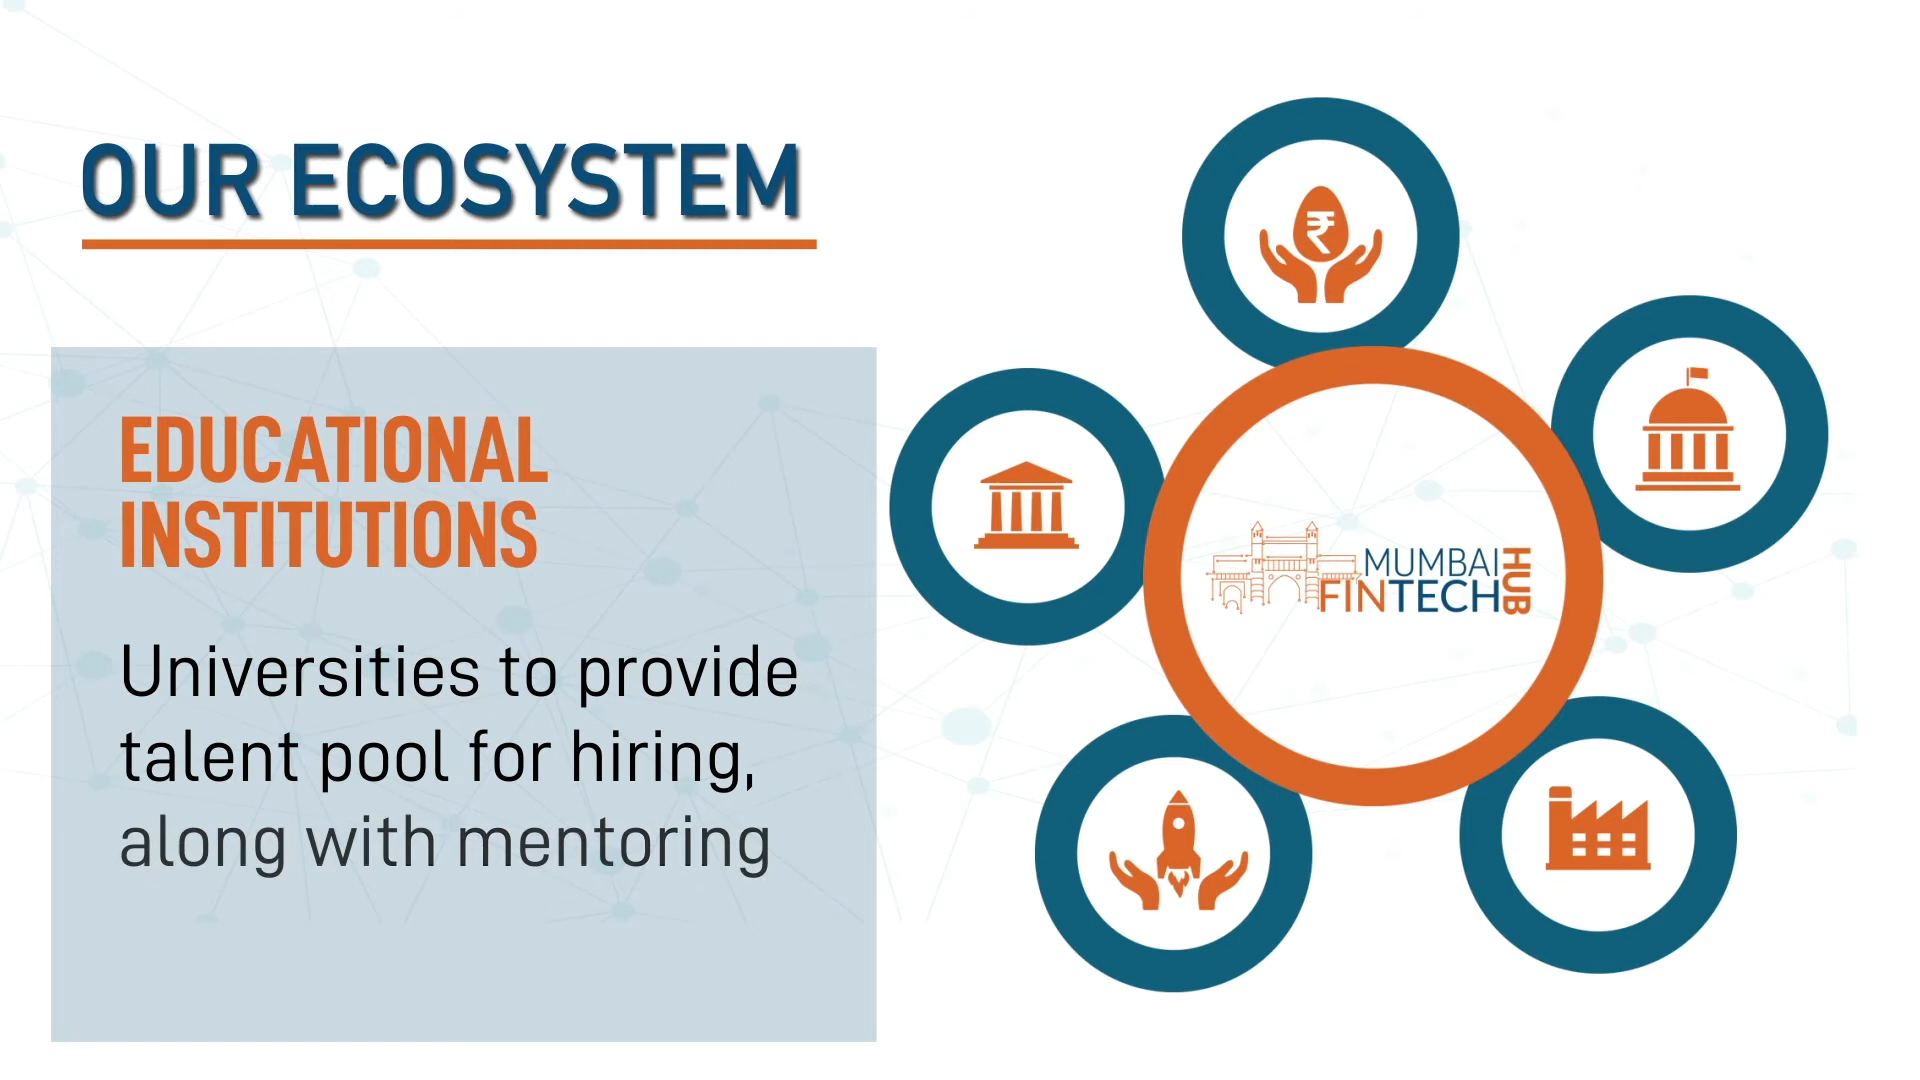 OUR ECOSYSTEM
EDUCATIONAL
INSTITUTIONS
Universities to provide
talent pool for hiring,
along with mentoring
₹
MUMBAI
FINTECH
HUB